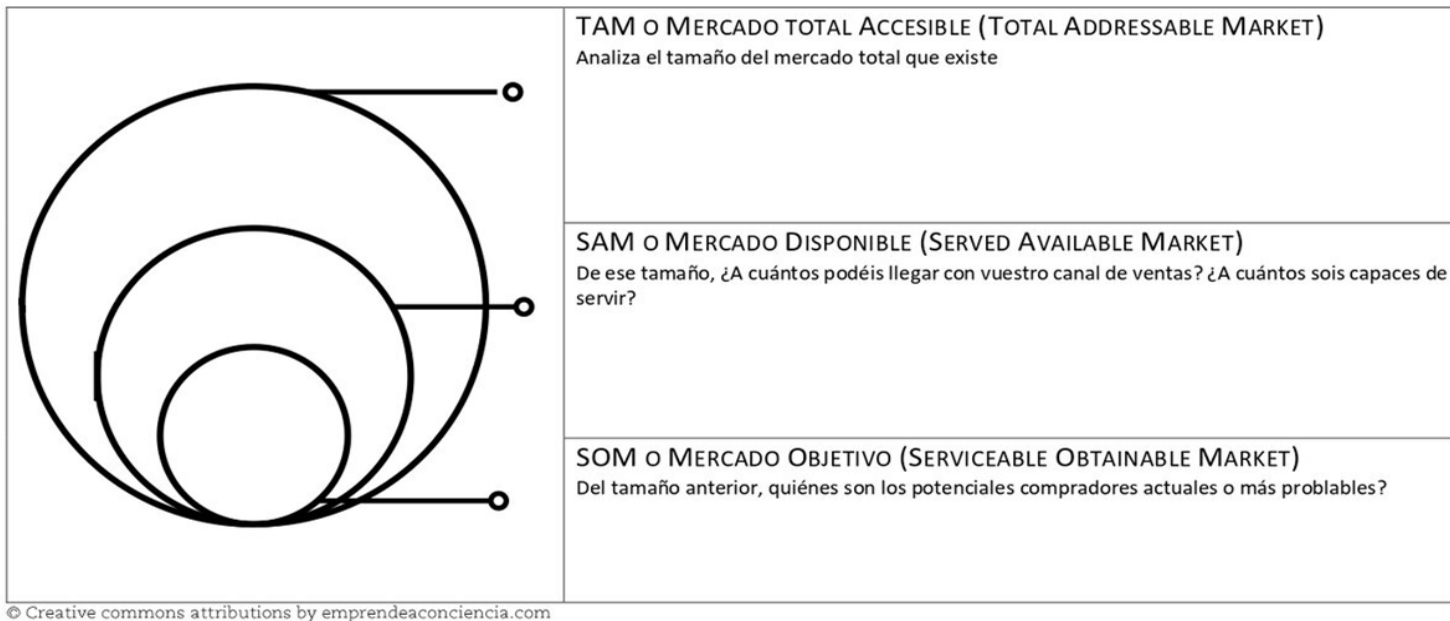 TAM O MERCADO TOTAL ACCESIBLE (TOTAL ADDRESSABLE MARKET)
Analiza el tamaño del mercado total que existe
SAM O MERCADO DISPONIBLE (SERVED AVAILABLE MARKET)
De ese tamaño, ¿A cuántos podéis llegar con vuestro canal de ventas? ¿A cuántos sois capaces de
servir?
SOM O MERCADO OBJETIVO (SERVICEABLE OBTAINABLE MARKET)
Del tamaño anterior, quiénes son los potenciales compradores actuales o más problables?
© Creative commons attributions by emprendeaconciencia.com